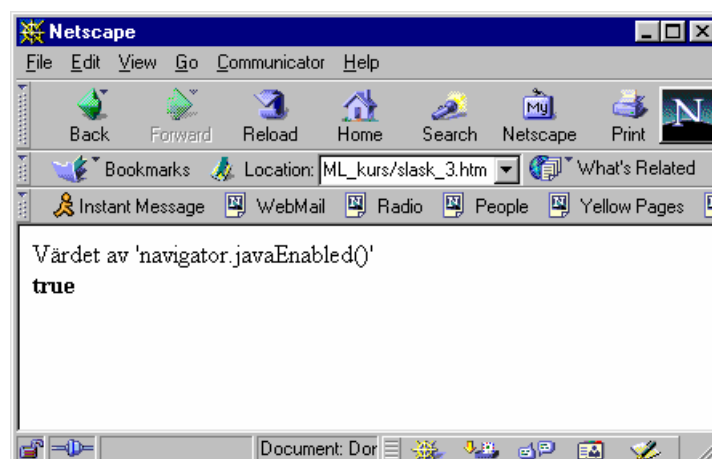 Netscape
File Edit View Go Communicator Help
Back Forward Reload Home Search Netscape Print
My
N
Bookmarks Location: ML_kurs/slask_3.htm What's Related
Instant Message WebMail Radio People Yellow Pages
Värdet av 'navigator.javaEnabled()'
true
Document: Dor